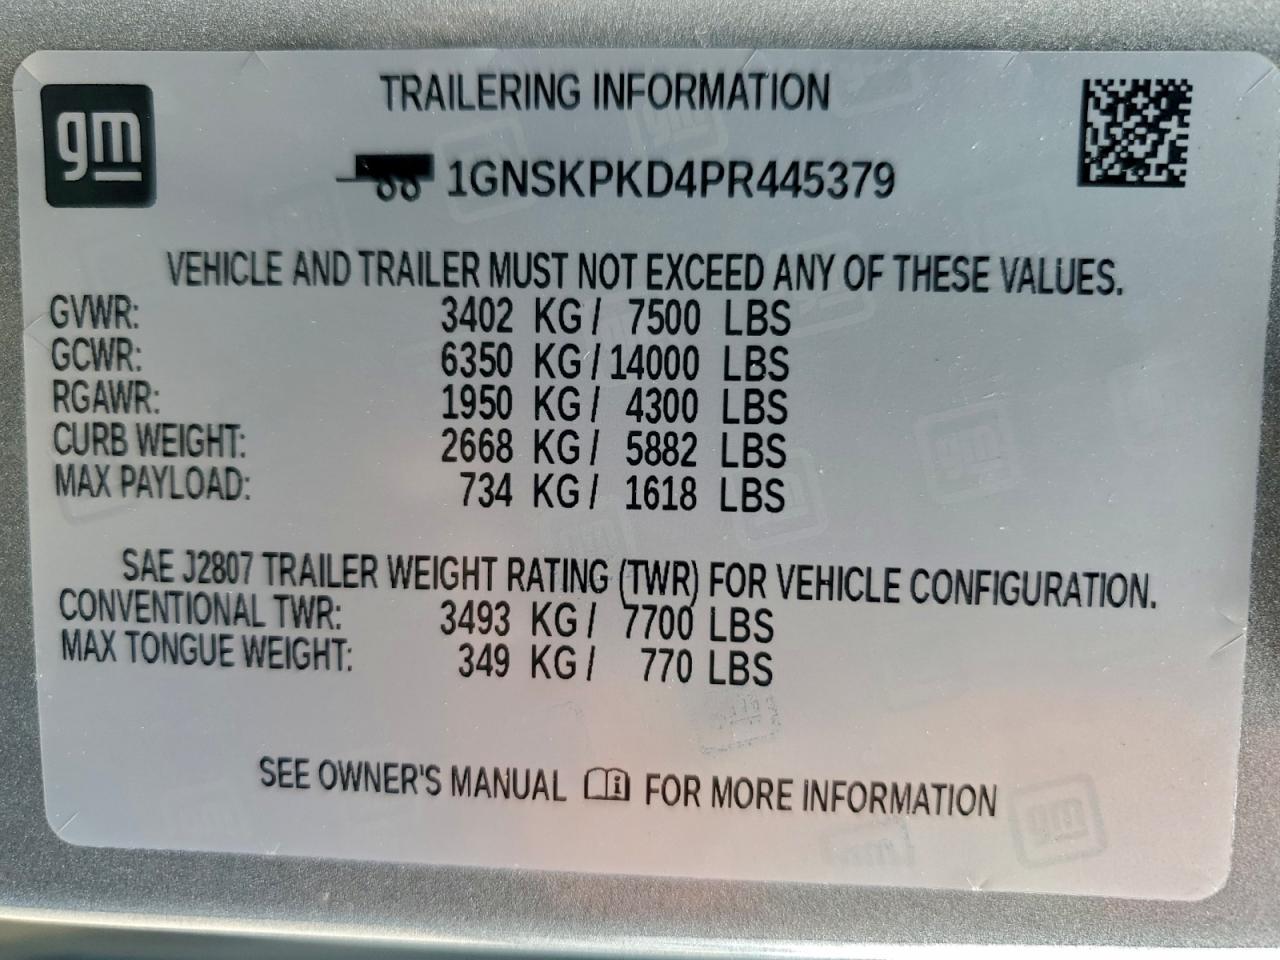 gm
TRAILERING INFORMATION
1GNSKPKD4PR445379
VEHICLE AND TRAILER MUST NOT EXCEED ANY OF THESE VALUES.
GVWR: 3402 KG / 7500 LBS
GCWR: 6350 KG / 14000 LBS
RGAWR: 1950 KG / 4300 LBS
CURB WEIGHT: 2668 KG / 5882 LBS
MAX PAYLOAD: 734 KG / 1618 LBS
SAE J2807 TRAILER WEIGHT RATING (TWR) FOR VEHICLE CONFIGURATION.
CONVENTIONAL TWR: 3493 KG / 7700 LBS
MAX TONGUE WEIGHT: 349 KG / 770 LBS
SEE OWNER'S MANUAL i FOR MORE INFORMATION